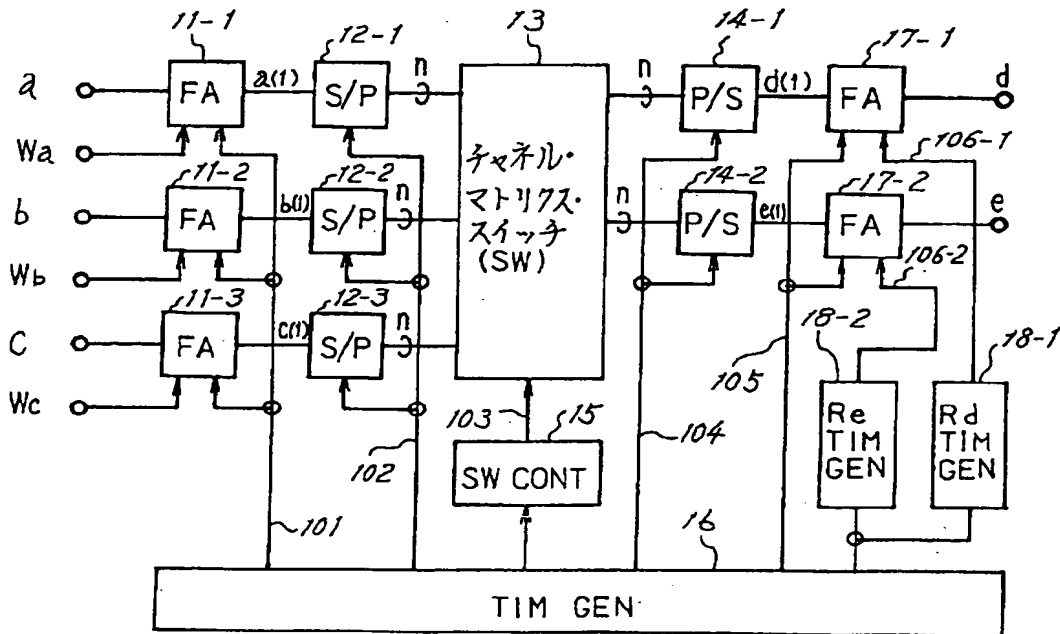 11-1
12-1
13
14-1
17-1
a
FA
a(1)
S/P
n
n
P/S
d(1)
FA
d
Wa
106-1
11-2
12-2
チャネル・
マトリクス・
スイッチ
(SW)
14-2
17-2
b
FA
b(1)
S/P
n
n
P/S
e(1)
FA
e
Wb
106-2
11-3
12-3
C
FA
c(1)
S/P
n
18-2
18-1
Wc
103
15
105
102
SW CONT
104
Re
TIM
GEN
Rd
TIM
GEN
101
16
TIM GEN